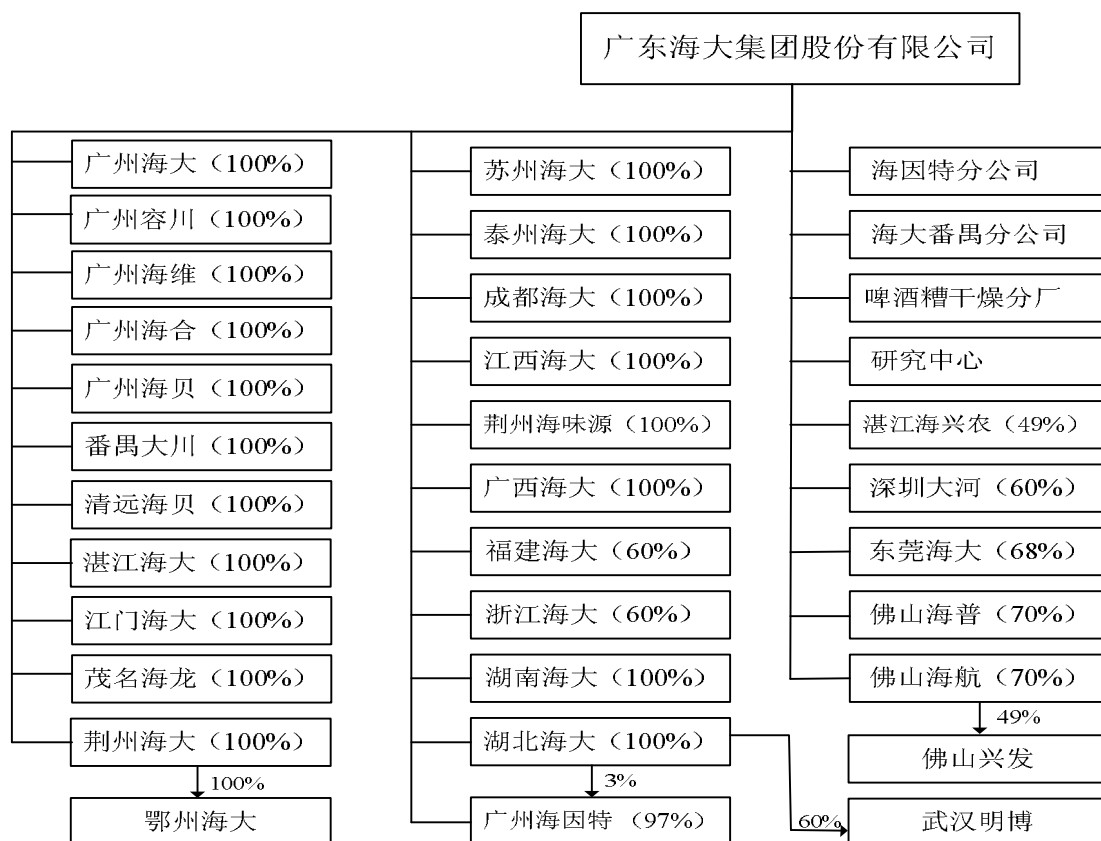 广东海大集团股份有限公司
广州海大（100%）
广州容川（100%）
广州海维（100%）
广州海合（100%）
广州海贝（100%）
番禺大川（100%）
清远海贝（100%）
湛江海大（100%）
江门海大（100%）
茂名海龙（100%）
荆州海大（100%）
100%
鄂州海大
苏州海大（100%）
泰州海大（100%）
成都海大（100%）
江西海大（100%）
荆州海味源（100%）
广西海大（100%）
福建海大（60%）
浙江海大（60%）
湖南海大（100%）
湖北海大（100%）
3%
广州海因特（97%）
海因特分公司
海大番禺分公司
啤酒糟干燥分厂
研究中心
湛江海兴农（49%）
深圳大河（60%）
东莞海大（68%）
佛山海普（70%）
佛山海航（70%）
49%
佛山兴发
60%
武汉明博